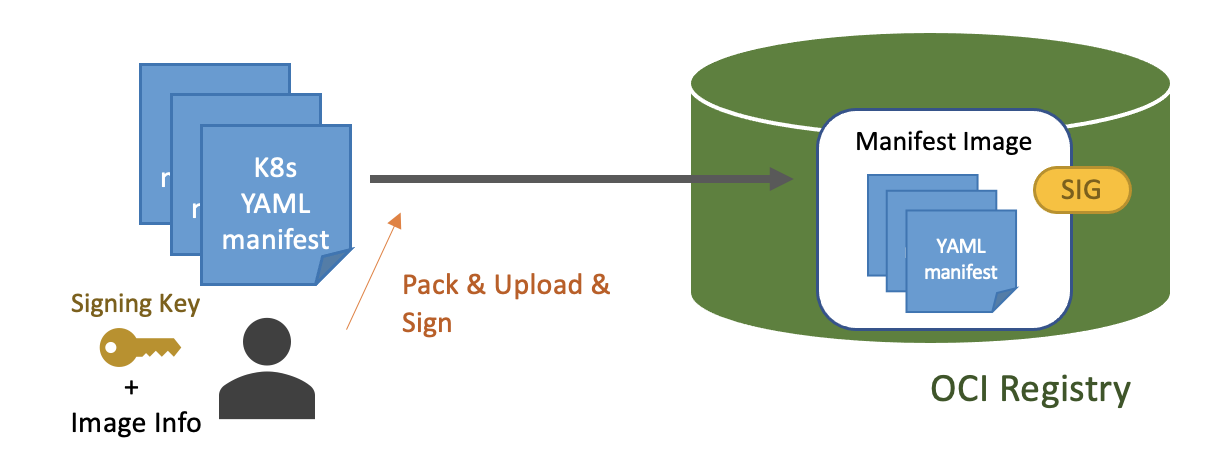 K8s
YAML
manifest
Signing Key
+
Image Info
Pack & Upload &
Sign
Manifest Image
SIG
YAML
manifest
OCI Registry